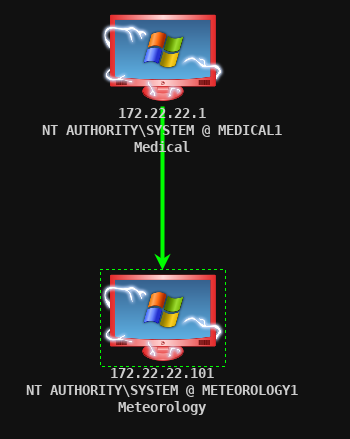 172.22.22.1
NT AUTHORITY\SYSTEM @ MEDICAL1
Medical
172.22.22.101
NT AUTHORITY\SYSTEM @ METEOROLOGY1
Meteorology